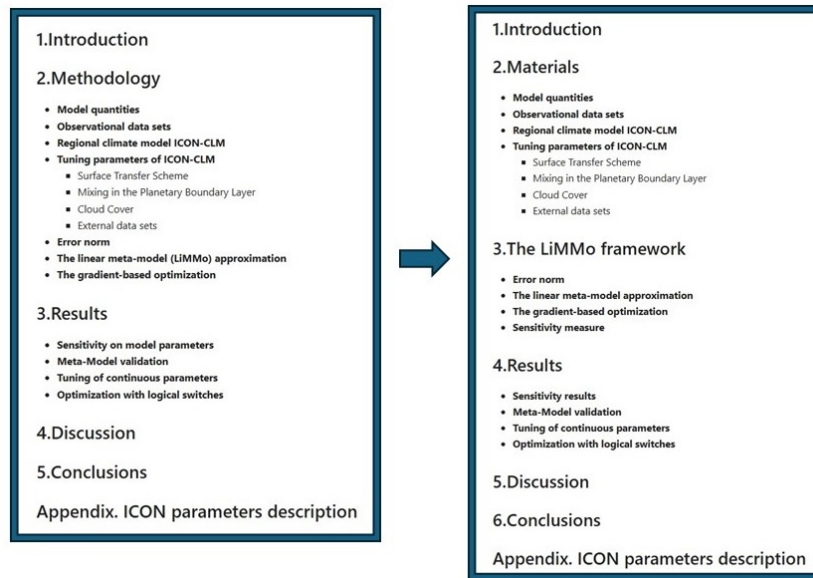 1.Introduction
2.Methodology
• Model quantities
• Observational data sets
• Regional climate model ICON-CLM
• Tuning parameters of ICON-CLM
▪ Surface Transfer Scheme
▪ Mixing in the Planetary Boundary Layer
▪ Cloud Cover
▪ External data sets
• Error norm
• The linear meta-model (LiMMo) approximation
• The gradient-based optimization
3.Results
• Sensitivity on model parameters
• Meta-Model validation
• Tuning of continuous parameters
• Optimization with logical switches
4.Discussion
5.Conclusions
Appendix. ICON parameters description
1.Introduction
2.Materials
• Model quantities
• Observational data sets
• Regional climate model ICON-CLM
• Tuning parameters of ICON-CLM
▪ Surface Transfer Scheme
▪ Mixing in the Planetary Boundary Layer
▪ Cloud Cover
▪ External data sets
3.The LiMMo framework
• Error norm
• The linear meta-model approximation
• The gradient-based optimization
• Sensitivity measure
4.Results
• Sensitivity results
• Meta-Model validation
• Tuning of continuous parameters
• Optimization with logical switches
5.Discussion
6.Conclusions
Appendix. ICON parameters description